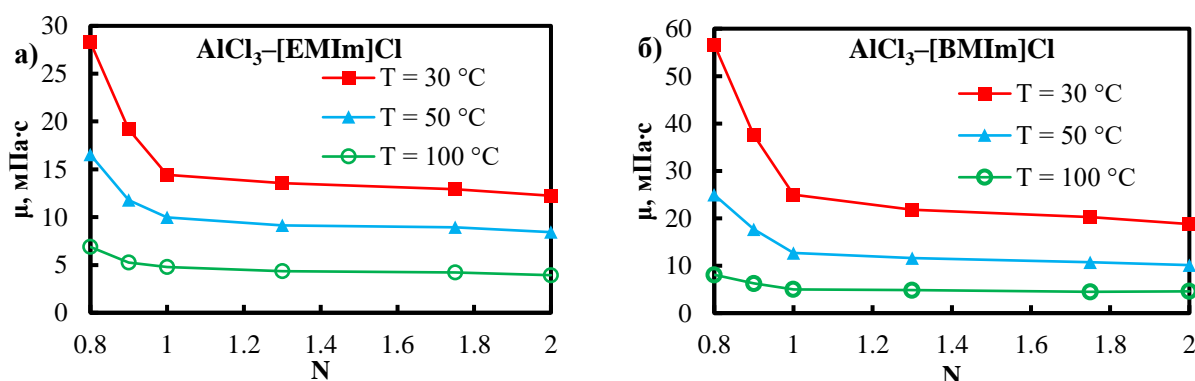 а)
AlCl₃–[EMIm]Cl
T = 30 °C
T = 50 °C
T = 100 °C
μ, мПа·с
30
25
20
15
10
5
0
0.8 1 1.2 1.4 1.6 1.8 2
N
б)
AlCl₃–[BMIm]Cl
T = 30 °C
T = 50 °C
T = 100 °C
μ, мПа·с
60
50
40
30
20
10
0
0.8 1 1.2 1.4 1.6 1.8 2
N